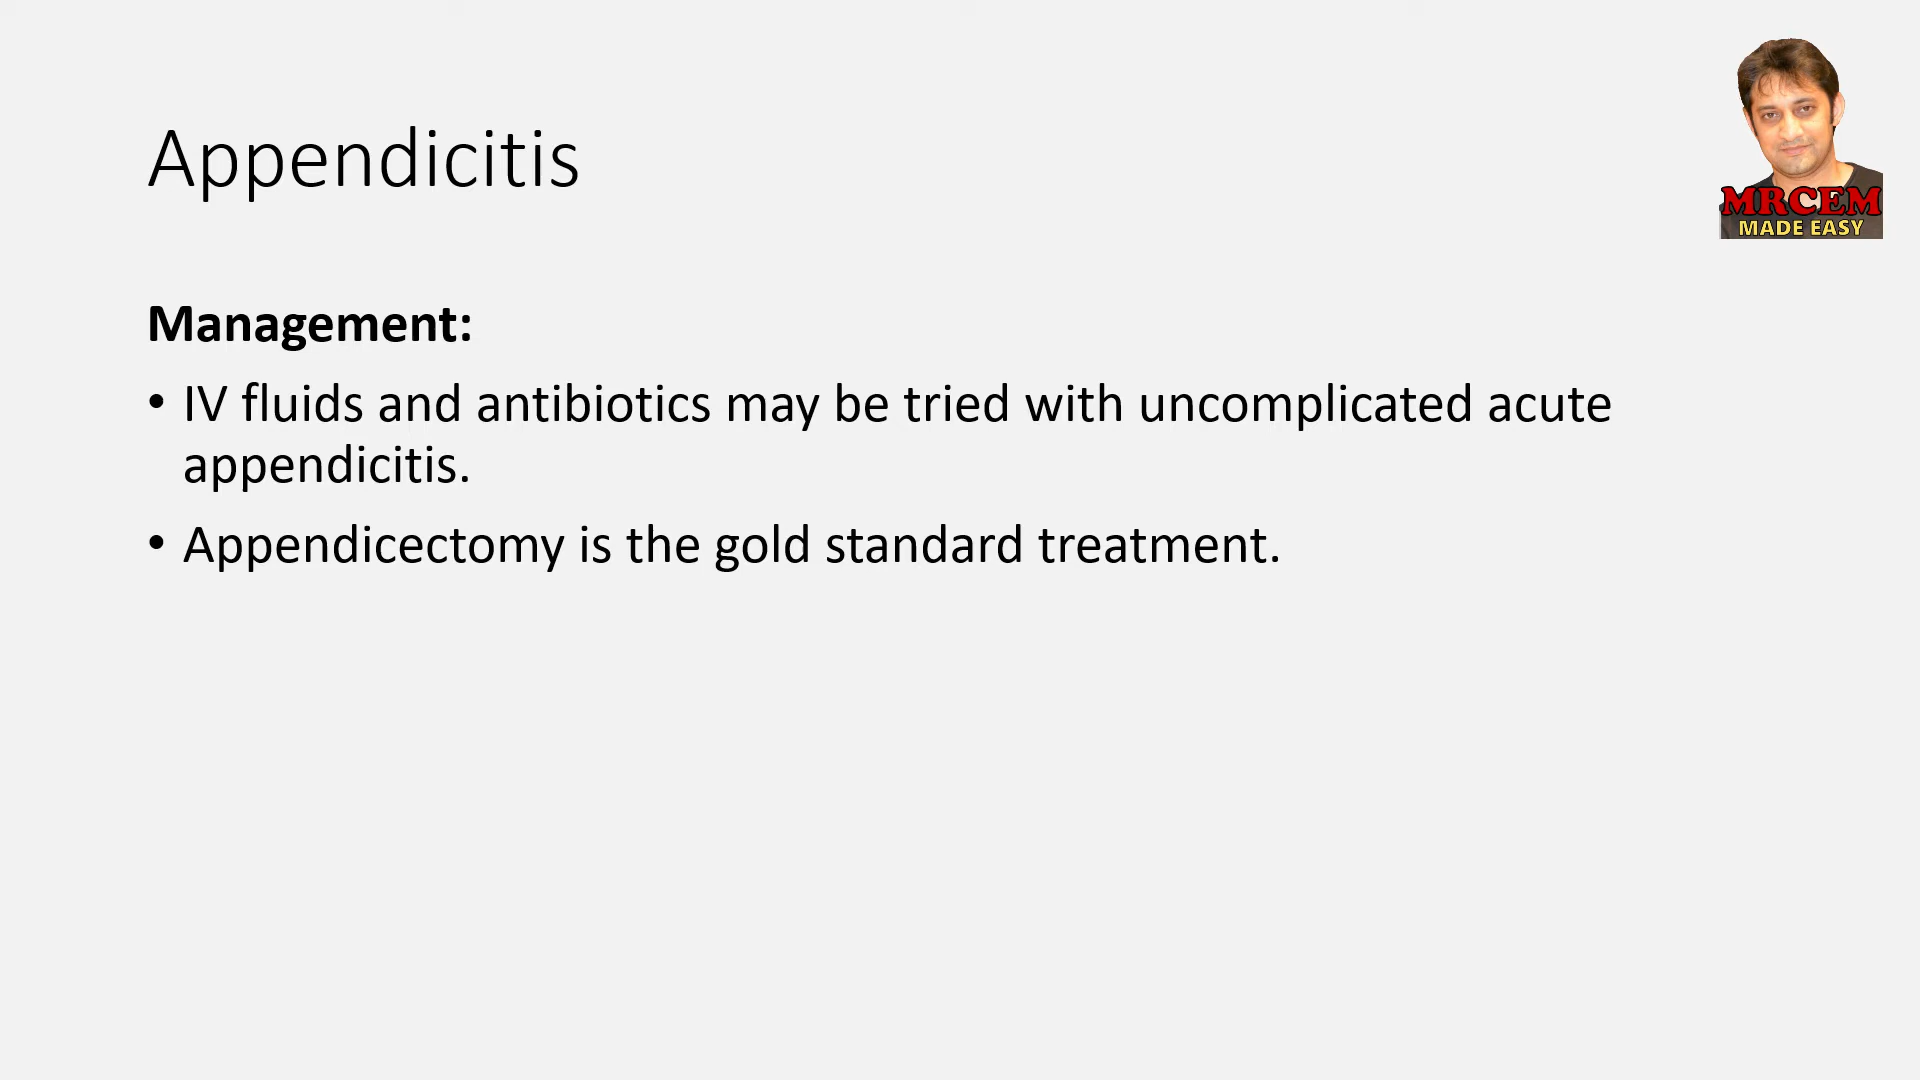 Appendicitis
MRCEM
MADE EASY
Management:
• IV fluids and antibiotics may be tried with uncomplicated acute
appendicitis.
• Appendicectomy is the gold standard treatment.